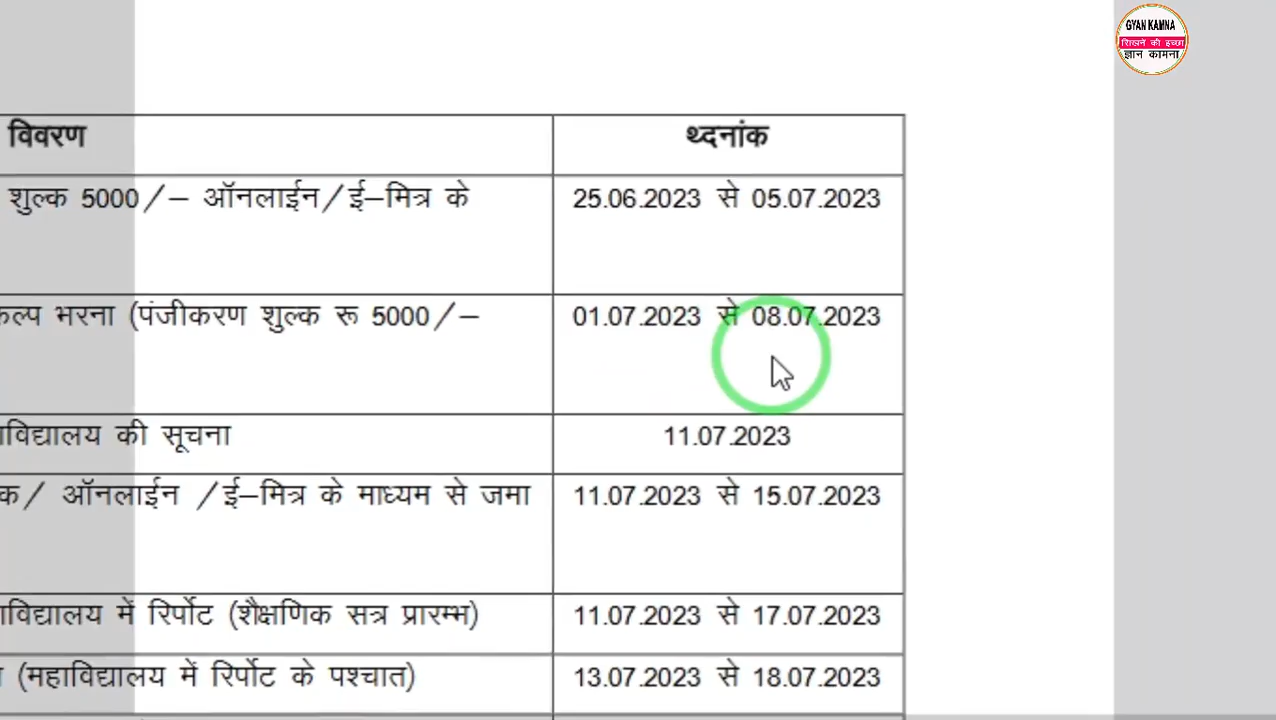 GYAN KAMNA
सिखनें की इच्छा
ज्ञान कामना
विवरण थ्दनांक
शुल्क 5000/– ऑनलाईन/ई–मित्र के 25.06.2023 से 05.07.2023
भरना (पंजीकरण शुल्क रू 5000/– 01.07.2023 से 08.07.2023
की सूचना 11.07.2023
ऑनलाईन /ई–मित्र के माध्यम से जमा 11.07.2023 से 15.07.2023
में रिर्पोट (शैक्षणिक सत्र प्रारम्भ) 11.07.2023 से 17.07.2023
(महाविद्यालय में रिर्पोट के पश्चात) 13.07.2023 से 18.07.2023